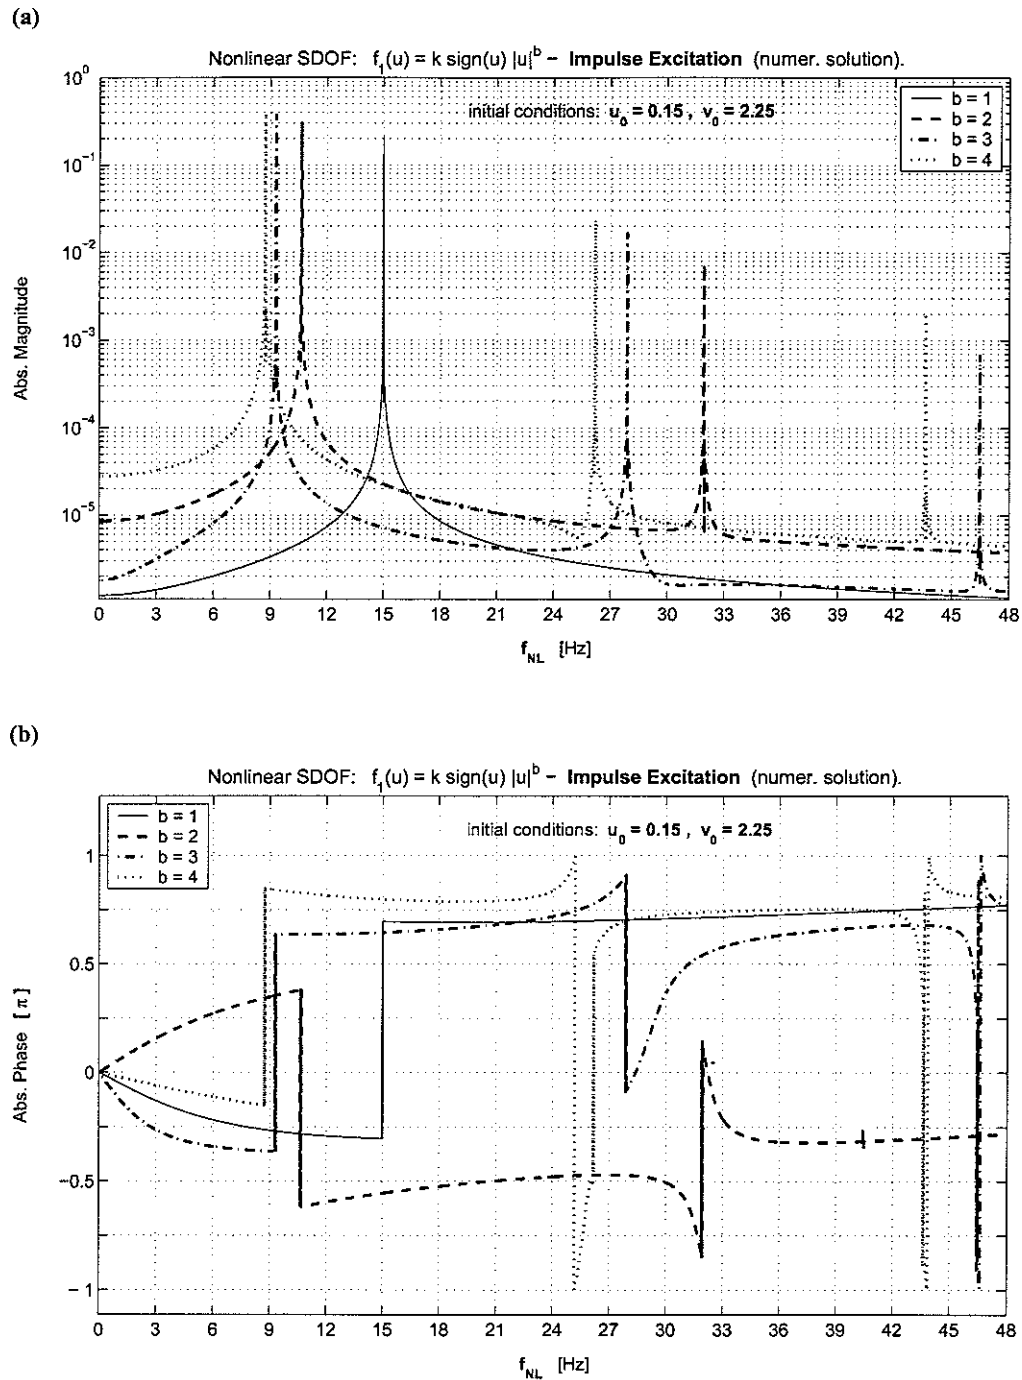 (a)
Nonlinear SDOF: f₁(u) = k sign(u) |u|ᵇ – Impulse Excitation (numer. solution).
10⁰
initial conditions: u₀ = 0.15 , v₀ = 2.25
b = 1
b = 2
b = 3
b = 4
10⁻¹
10⁻²
10⁻³
10⁻⁴
10⁻⁵
Abs. Magnitude
0 3 6 9 12 15 18 21 24 27 30 33 36 39 42 45 48
f_NL [Hz]
(b)
Nonlinear SDOF: f₁(u) = k sign(u) |u|ᵇ – Impulse Excitation (numer. solution).
b = 1
b = 2
b = 3
b = 4
initial conditions: u₀ = 0.15 , v₀ = 2.25
1
0.5
0
−0.5
−1
Abs. Phase [ π ]
0 3 6 9 12 15 18 21 24 27 30 33 36 39 42 45 48
f_NL [Hz]